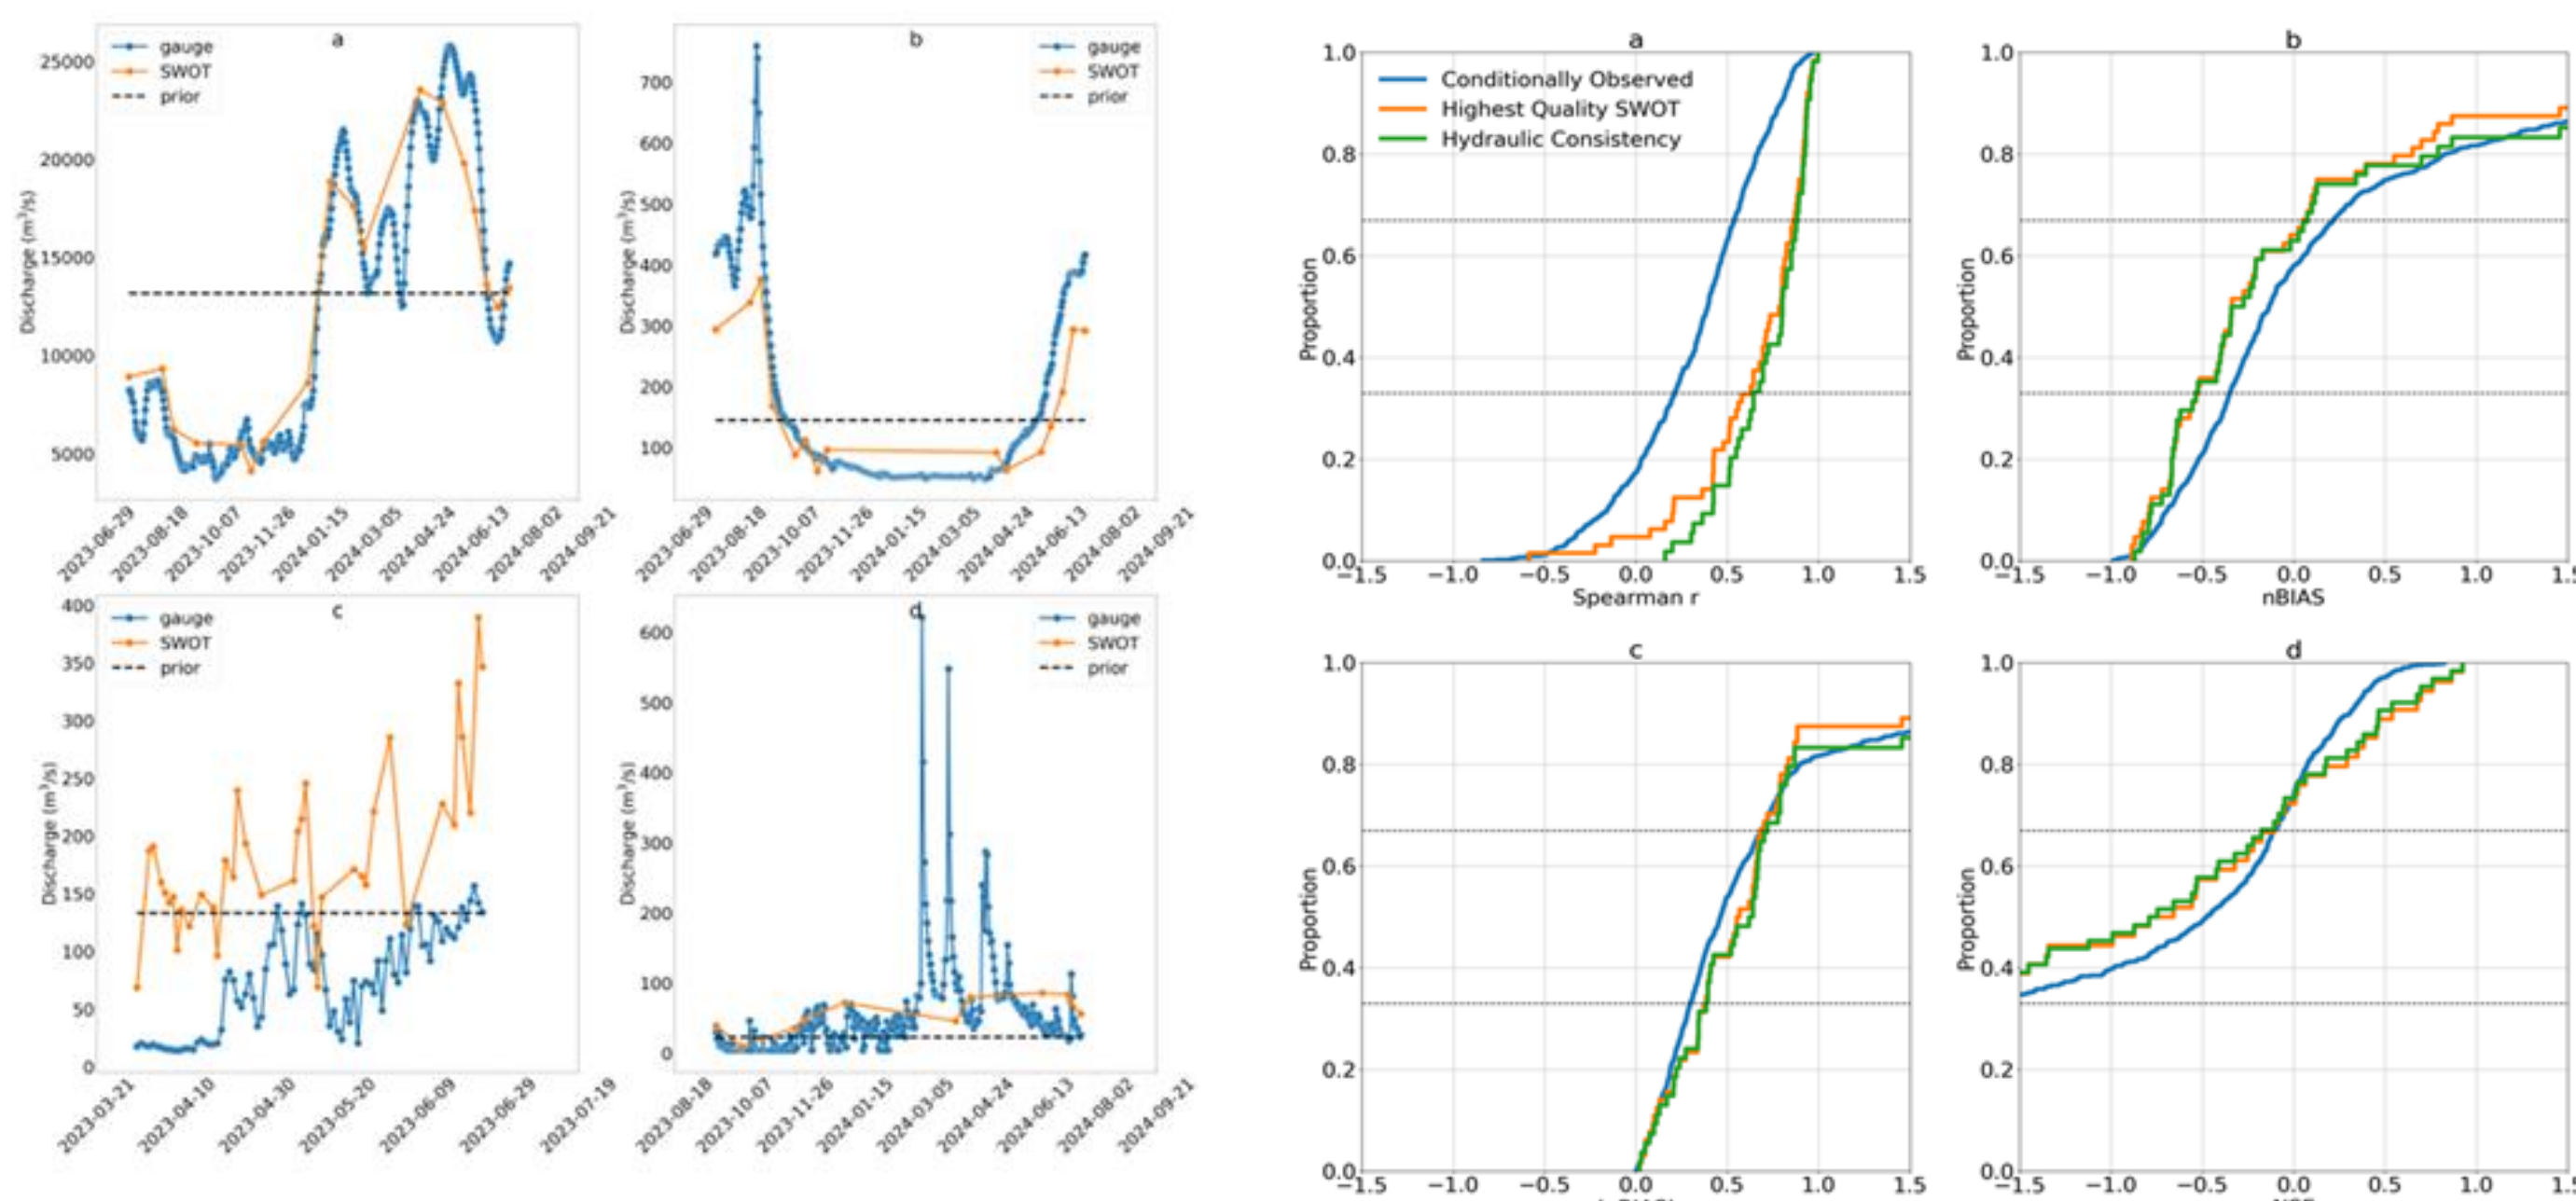 a
gauge
SWOT
prior
25000
20000
15000
10000
5000
Discharge (m³/s)
2023-06-29
2023-08-18
2023-10-07
2023-11-26
2024-01-15
2024-03-05
2024-04-24
2024-06-13
2024-08-02
2024-09-21
b
gauge
SWOT
prior
700
600
500
400
300
200
100
Discharge (m³/s)
2023-06-29
2023-08-18
2023-10-07
2023-11-26
2024-01-15
2024-03-05
2024-04-24
2024-06-13
2024-08-02
2024-09-21
c
gauge
SWOT
prior
400
350
300
250
200
150
100
50
0
Discharge (m³/s)
2023-03-21
2023-04-10
2023-04-30
2023-05-20
2023-06-09
2023-06-29
2023-07-19
d
gauge
SWOT
prior
600
500
400
300
200
100
0
Discharge (m³/s)
2023-08-18
2023-10-07
2023-11-26
2024-01-15
2024-03-05
2024-04-24
2024-06-13
2024-08-02
2024-09-21
a
Conditionally Observed
Highest Quality SWOT
Hydraulic Consistency
1.0
0.8
0.6
0.4
0.2
0.0
Proportion
−1.5 −1.0 −0.5 0.0 0.5 1.0 1.5
Spearman r
b
1.0
0.8
0.6
0.4
0.2
0.0
Proportion
−1.5 −1.0 −0.5 0.0 0.5 1.0
nBIAS
c
1.0
0.8
0.6
0.4
0.2
0.0
Proportion
−1.5 −1.0 −0.5 0.0 0.5 1.0 1.5
d
1.0
0.8
0.6
0.4
0.2
0.0
Proportion
−1.5 −1.0 −0.5 0.0 0.5 1.0